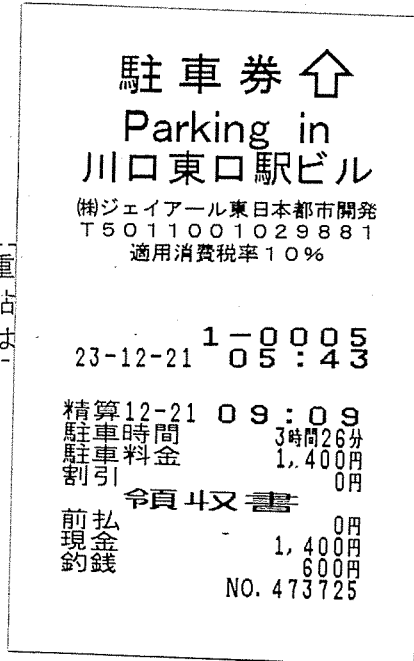 駐車券⇧
Parking in
川口東口駅ビル
㈱ジェイアール東日本都市開発
T5011001029881
適用消費税率10%
1-0005
23-12-21 05:43
精算12-21 09:09
駐車時間 3時間26分
駐車料金 1,400円
割引 0円
領収書
前払 0円
現金 1,400円
釣銭 600円
NO.473725